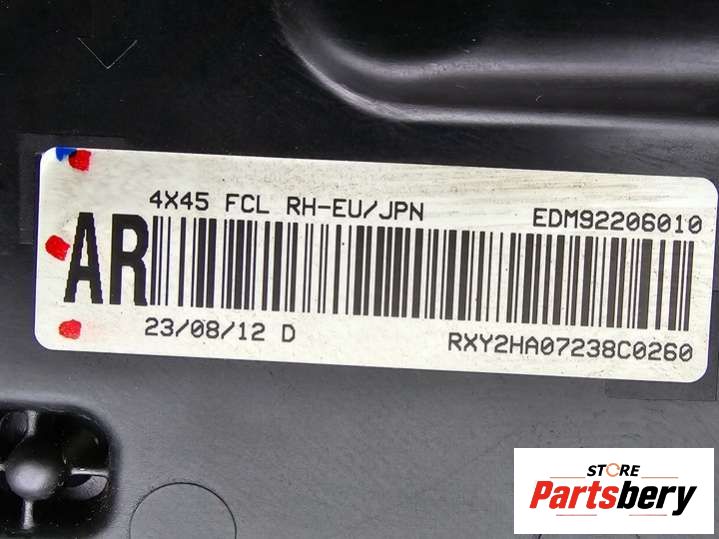 4X45 FCL RH-EU/JPN EDM92206010
AR
23/08/12 D RXY2HA07238C0260
STORE
Partsbery